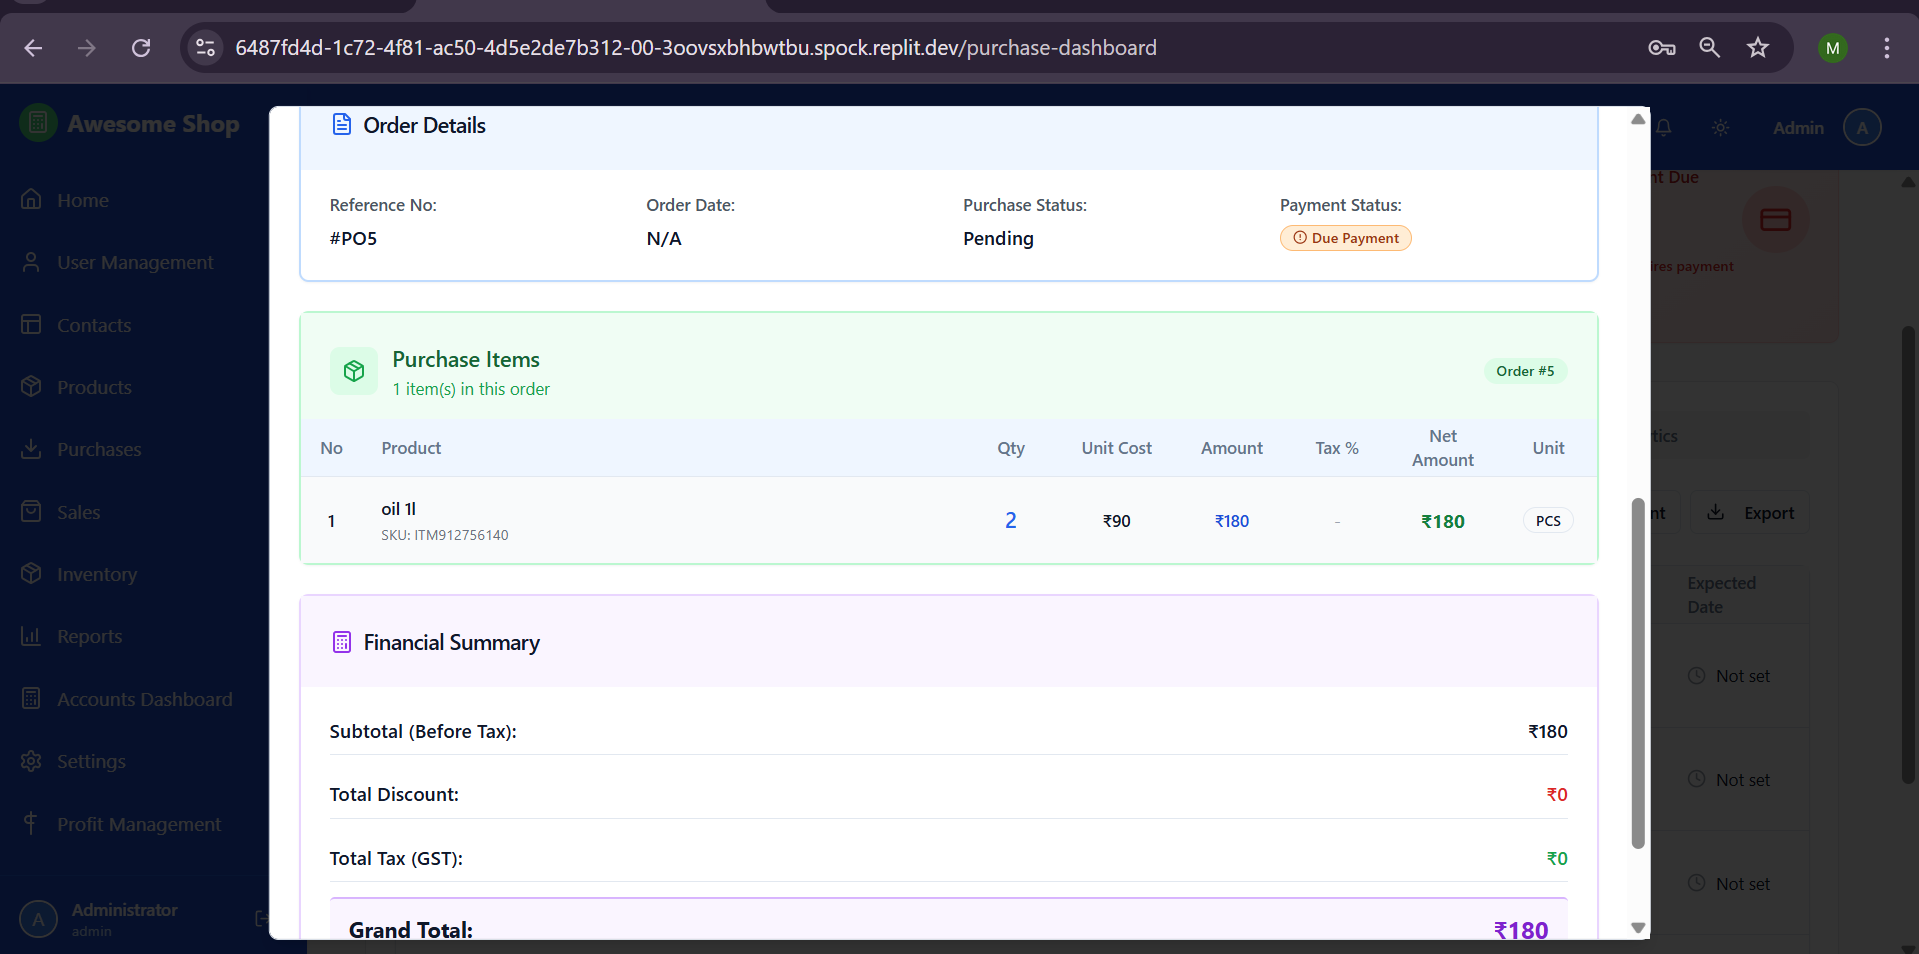 6487fd4d-1c72-4f81-ac50-4d5e2de7b312-00-3oovsxbhbwtbu.spock.replit.dev/purchase-dashboard
M
Awesome Shop
Admin
A
Home
User Management
Contacts
Products
Purchases
Sales
Inventory
Reports
Accounts Dashboard
Settings
Profit Management
A
Administrator
admin
Order Details
Reference No:
Order Date:
Purchase Status:
Payment Status:
#PO5
N/A
Pending
Due Payment
Purchase Items
1 item(s) in this order
Order #5
No
Product
Qty
Unit Cost
Amount
Tax %
Net
Amount
Unit
1
oil 1l
SKU: ITM912756140
2
₹90
₹180
-
₹180
PCS
Financial Summary
Subtotal (Before Tax):
₹180
Total Discount:
₹0
Total Tax (GST):
₹0
Grand Total:
₹180
nt Due
ires payment
tics
nt
Export
Expected
Date
Not set
Not set
Not set